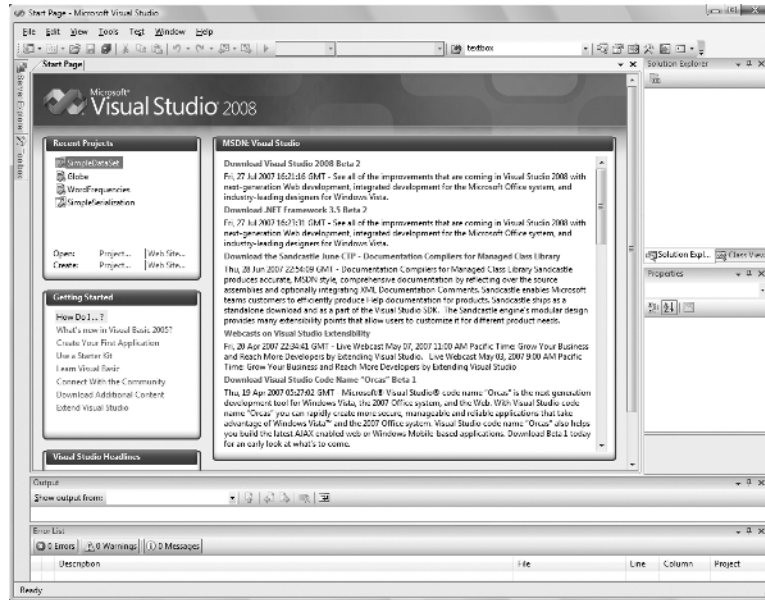 Start Page - Microsoft Visual Studio
File Edit View Tools Test Window Help
textbox
Start Page
Solution Explorer
Server Explorer
Toolbox
Microsoft®
Visual Studio® 2008
Recent Projects
SimpleDataSet
Globe
WordFrequencies
SimpleSerialization
Open: Project... Web Site...
Create: Project... Web Site...
Getting Started
How Do I... ?
What's new in Visual Basic 2005?
Create Your First Application
Use a Starter Kit
Learn Visual Basic
Connect With the Community
Download Additional Content
Extend Visual Studio
Visual Studio Headlines
MSDN: Visual Studio
Download Visual Studio 2008 Beta 2
Fri, 27 Jul 2007 16:21:16 GMT - See all of the improvements that are coming in Visual Studio 2008 with
next-generation Web development, integrated development for the Microsoft Office system, and
industry-leading designers for Windows Vista.
Download .NET Framework 3.5 Beta 2
Fri, 27 Jul 2007 16:23:31 GMT - See all of the improvements that are coming in Visual Studio 2008 with
next-generation Web development, integrated development for the Microsoft Office system, and
industry-leading designers for Windows Vista.
Download the Sandcastle June CTP - Documentation Compilers for Managed Class Library
Thu, 28 Jun 2007 22:54:09 GMT - Documentation Compilers for Managed Class Library Sandcastle
produces accurate, MSDN style, comprehensive documentation by reflecting over the source
assemblies and optionally integrating XML Documentation Comments. Sandcastle enables Microsoft
teams customers to efficiently produce Help documentation for products. Sandcastle ships as a
standalone download and as a part of the Visual Studio SDK. The Sandcastle engine's modular design
provides many extensibility points that allow users to customize it for different product needs.
Webcasts on Visual Studio Extensibility
Fri, 20 Apr 2007 22:34:41 GMT - Live Webcast May 07, 2007 11:00 AM Pacific Time: Grow Your Business
and Reach More Developers by Extending Visual Studio. Live Webcast May 03, 2007 9:00 AM Pacific
Time: Grow Your Business and Reach More Developers by Extending Visual Studio
Download Visual Studio Code Name "Orcas" Beta 1
Thu, 19 Apr 2007 05:27:02 GMT - Microsoft® Visual Studio® code name "Orcas" is the next generation
development tool for Windows Vista, the 2007 Office system, and the Web. With Visual Studio code
name "Orcas" you can rapidly create more secure, manageable and reliable applications that take
advantage of Windows Vista™ and the 2007 Office system. Visual Studio code name "Orcas" also helps
you build the latest AJAX enabled web or Windows Mobile-based applications. Download Beta 1 today
for an early look at what's to come.
Solution Expl... Class View
Properties
Output
Show output from:
Error List
0 Errors 0 Warnings 0 Messages
Description File Line Column Project
Ready